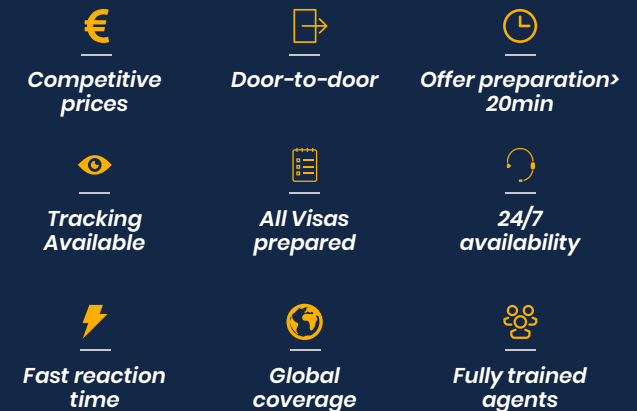 Competitive
prices
Door-to-door
Offer preparation>
20min
Tracking
Available
All Visas
prepared
24/7
availability
Fast reaction
time
Global
coverage
Fully trained
agents